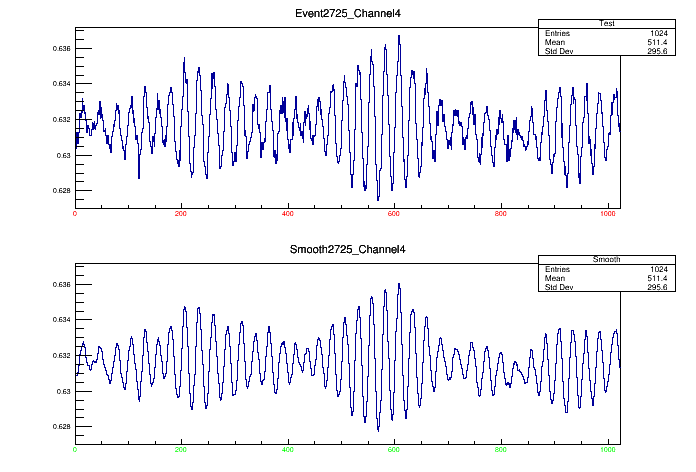 Event2725_Channel4
Test
Entries 1024
Mean 511.4
Std Dev 295.6
0.636
0.634
0.632
0.63
0.628
0 200 400 600 800 1000
Smooth2725_Channel4
Smooth
Entries 1024
Mean 511.4
Std Dev 295.6
0.636
0.634
0.632
0.63
0.628
0 200 400 600 800 1000